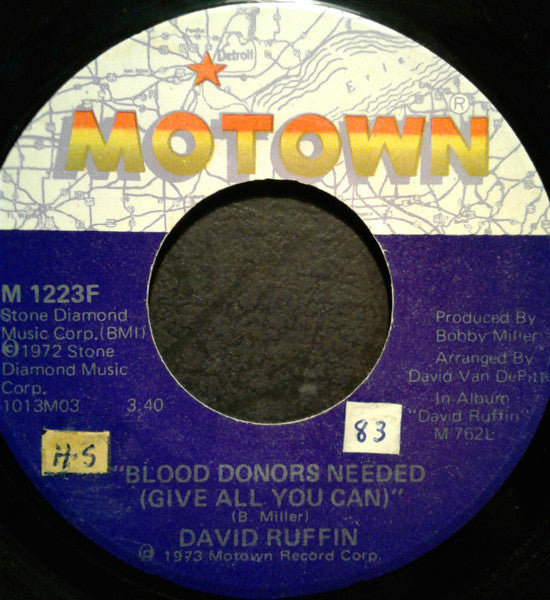 Detroit
Erie
MOTOWN®
M 1223F
Stone Diamond
Music Corp.(BMI)
©1972 Stone
Diamond Music
Corp.
1013M03 3:40
Produced By
Bobby Miller
Arranged By
David Van DePitte
In Album
"David Ruffin"
M 762L
H.S
83
"BLOOD DONORS NEEDED
(GIVE ALL YOU CAN)"
(B. Miller)
DAVID RUFFIN
℗ 1973 Motown Record Corp.